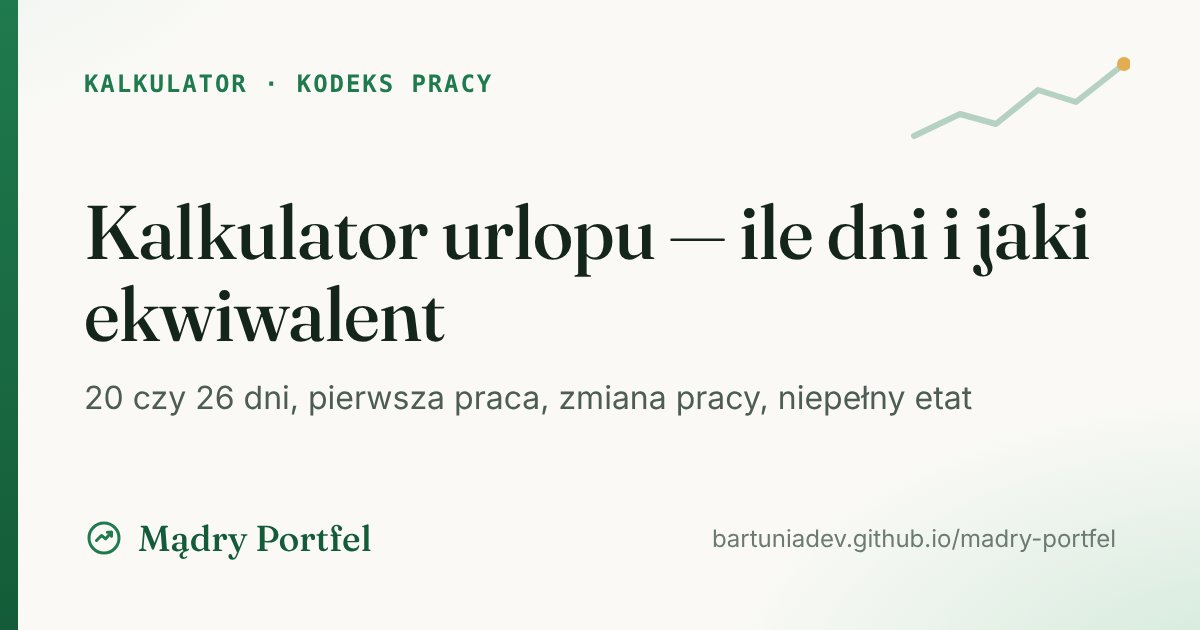 KALKULATOR · KODEKS PRACY
Kalkulator urlopu — ile dni i jaki
ekwiwalent
20 czy 26 dni, pierwsza praca, zmiana pracy, niepełny etat
Mądry Portfel
bartuniadev.github.io/madry-portfel